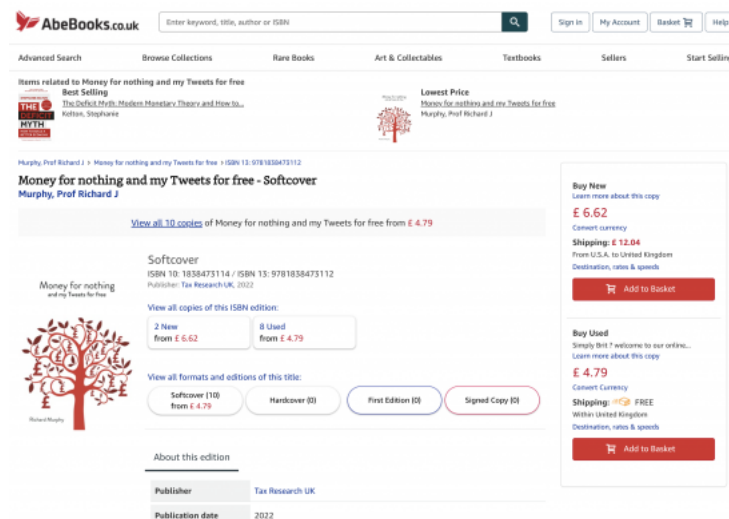 AbeBooks.co.uk
Enter keyword, title, author or ISBN
Sign in
My Account
Basket
Help
Advanced Search
Browse Collections
Rare Books
Art & Collectables
Textbooks
Sellers
Start Sellin
Items related to Money for nothing and my Tweets for free
Best Selling
The Deficit Myth: Modern Monetary Theory and How to...
Kelton, Stephanie
THE
DEFICIT
MYTH
Lowest Price
Money for nothing and my Tweets for free
Murphy, Prof Richard J
Murphy, Prof Richard J > Money for nothing and my Tweets for free > ISBN 13: 9781838473112
Money for nothing and my Tweets for free - Softcover
Murphy, Prof Richard J
View all 10 copies of Money for nothing and my Tweets for free from £ 4.79
Money for nothing
and my Tweets for free
Richard Murphy
Softcover
ISBN 10: 1838473114 / ISBN 13: 9781838473112
Publisher: Tax Research UK, 2022
View all copies of this ISBN edition:
2 New
from £ 6.62
8 Used
from £ 4.79
View all formats and editions of this title:
Softcover (10)
from £ 4.79
Hardcover (0)
First Edition (0)
Signed Copy (0)
About this edition
Publisher
Tax Research UK
Publication date
2022
Buy New
Learn more about this copy
£ 6.62
Convert currency
Shipping: £ 12.04
From U.S.A. to United Kingdom
Destination, rates & speeds
Add to Basket
Buy Used
Simply Brit ? welcome to our online...
Learn more about this copy
£ 4.79
Convert Currency
Shipping: FREE
Within United Kingdom
Destination, rates & speeds
Add to Basket